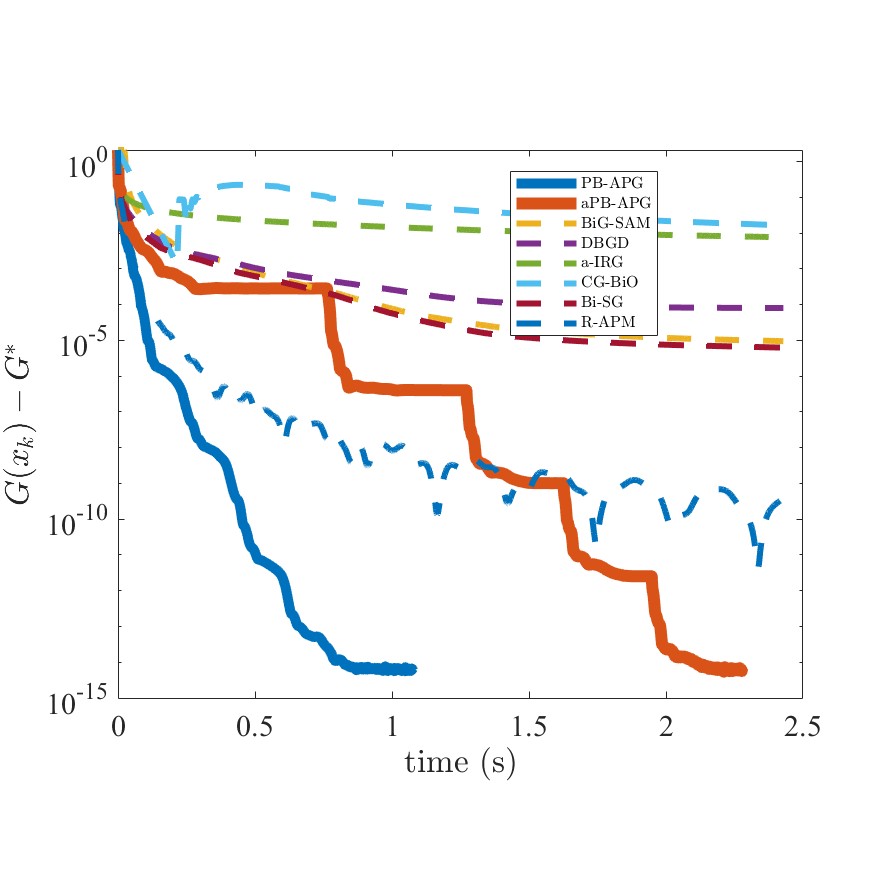 10^0
10^-5
10^-10
10^-15
G(x_k) − G*
PB-APG
aPB-APG
BiG-SAM
DBGD
a-IRG
CG-BiO
Bi-SG
R-APM
0 0.5 1 1.5 2 2.5
time (s)